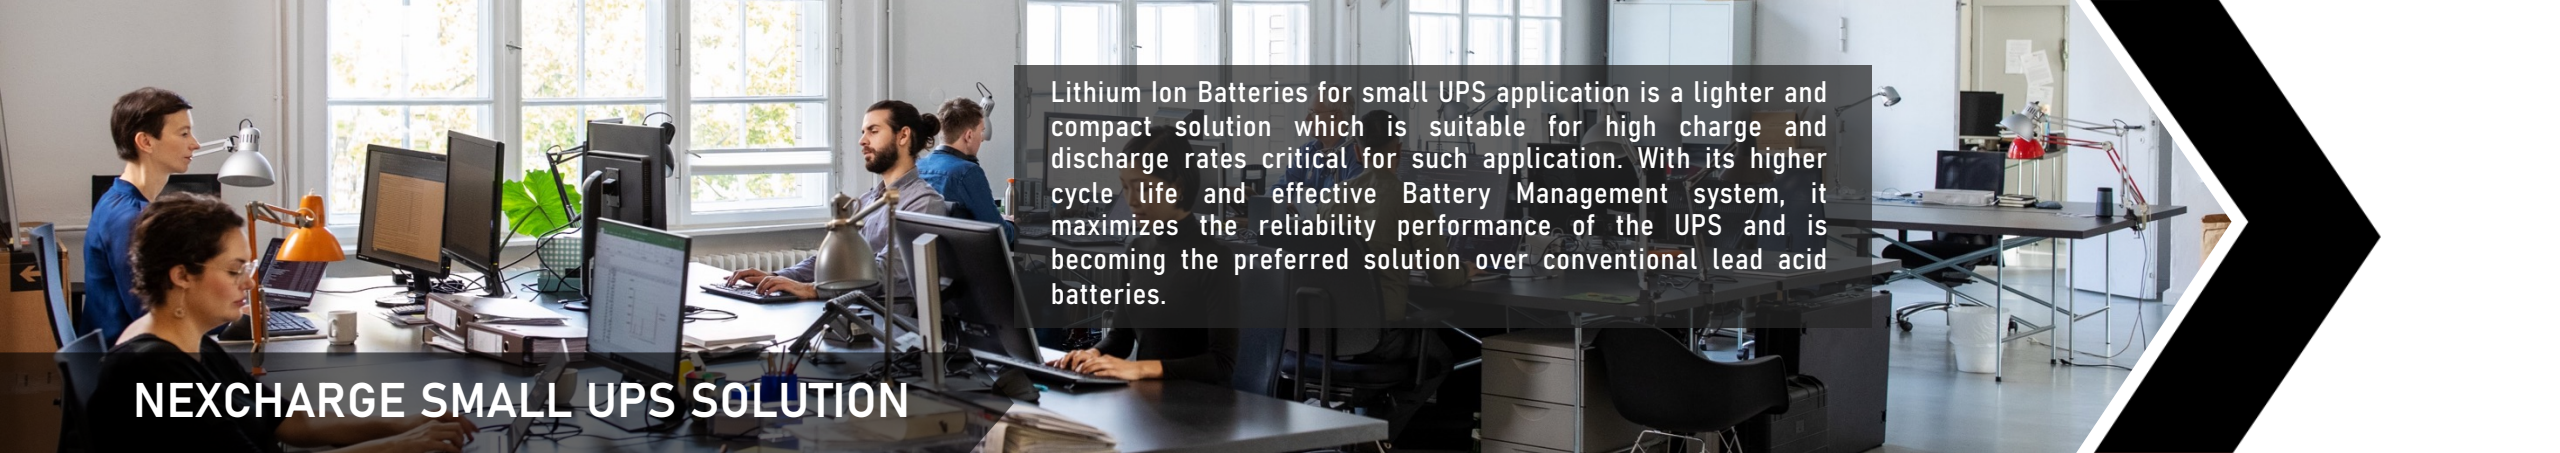 Lithium Ion Batteries for small UPS application is a lighter and
compact solution which is suitable for high charge and
discharge rates critical for such application. With its higher
cycle life and effective Battery Management system, it
maximizes the reliability performance of the UPS and is
becoming the preferred solution over conventional lead acid
batteries.
NEXCHARGE SMALL UPS SOLUTION